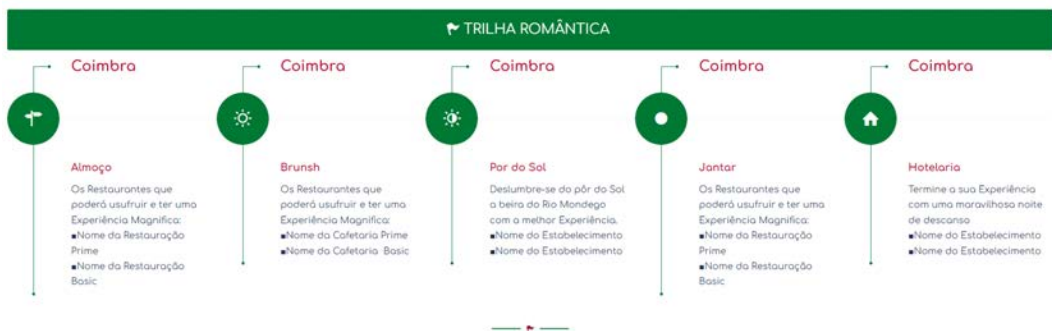 TRILHA ROMÂNTICA
Coimbra
Almoço
Os Restaurantes que
poderá usufruir e ter uma
Experiência Magnifica:
■Nome da Restauração
Prime
■Nome da Restauração
Basic
Coimbra
Brunsh
Os Restaurantes que
poderá usufruir e ter uma
Experiência Magnifica:
■Nome da Cafetaria Prime
■Nome da Cafetaria Basic
Coimbra
Por do Sol
Deslumbre-se do pôr do Sol
a beira do Rio Mondego
com a melhor Experiência.
■Nome do Estabelecimento
■Nome do Estabelecimento
Coimbra
Jantar
Os Restaurantes que
poderá usufruir e ter uma
Experiência Magnifica:
■Nome da Restauração
Prime
■Nome da Restauração
Basic
Coimbra
Hotelaria
Termine a sua Experiência
com uma maravilhosa noite
de descanso
■Nome do Estabelecimento
■Nome do Estabelecimento